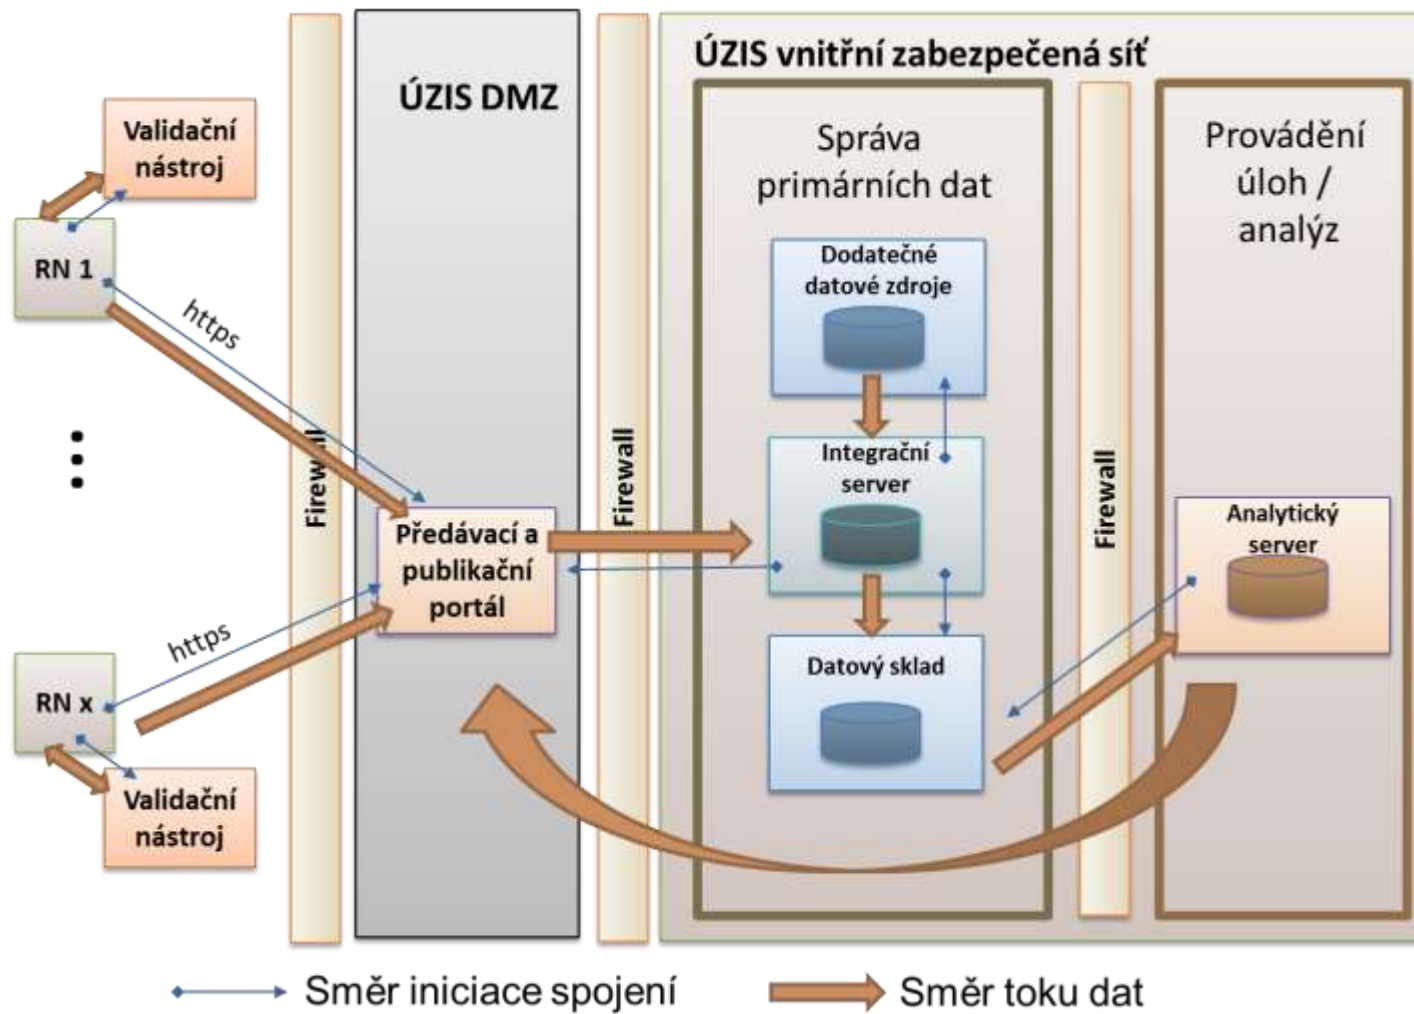 ÚZIS vnitřní zabezpečená síť
ÚZIS DMZ
Validační
nástroj
Správa
primárních dat
Provádění
úloh /
analýz
RN 1
Dodatečné
datové zdroje
https
Firewall
Firewall
Integrační
server
Firewall
Analytický
server
Předávací a
publikační
portál
https
RN x
Datový sklad
Validační
nástroj
Směr iniciace spojení
Směr toku dat